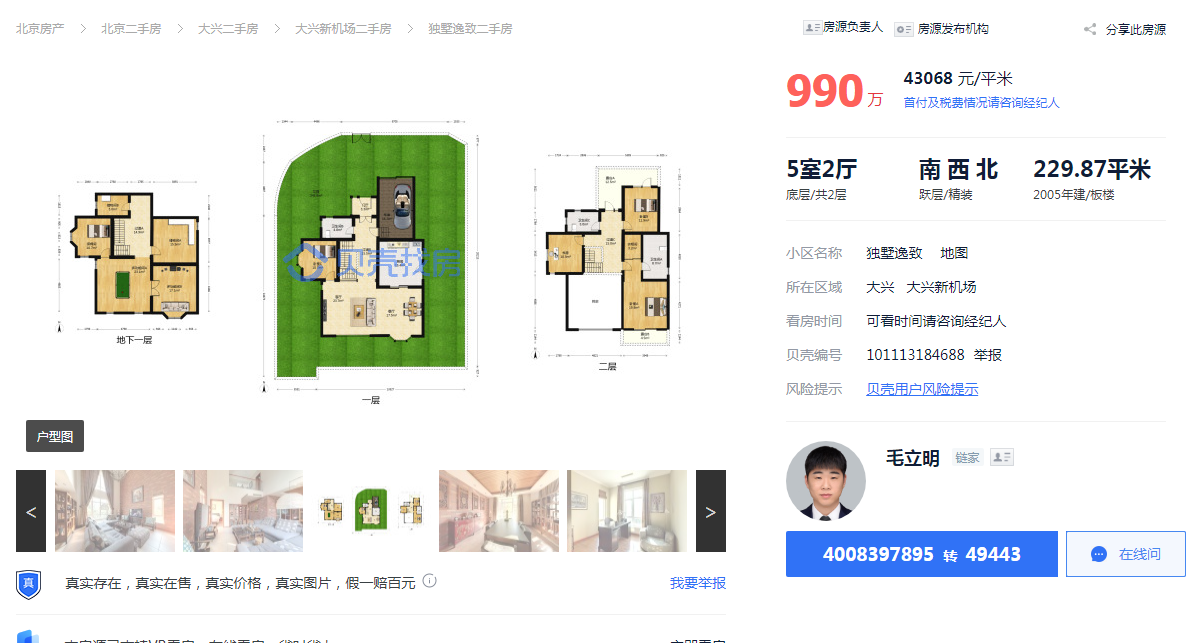 北京房产 > 北京二手房 > 大兴二手房 > 大兴新机场二手房 > 独墅逸致二手房
房源负责人 房源发布机构 分享此房源
990 万
43068 元/平米
首付及税费情况请咨询经纪人
5室2厅 南 西 北 229.87平米
底层/共2层 跃层/精装 2005年建/板楼
小区名称 独墅逸致 地图
所在区域 大兴 大兴新机场
看房时间 可看时间请咨询经纪人
贝壳编号 101113184688 举报
风险提示 贝壳用户风险提示
毛立明 链家
4008397895 转 49443
在线问
贝壳找房
地下一层
一层
二层
户型图
< >
真 真实存在，真实在售，真实价格，真实图片，假一赔百元
我要举报